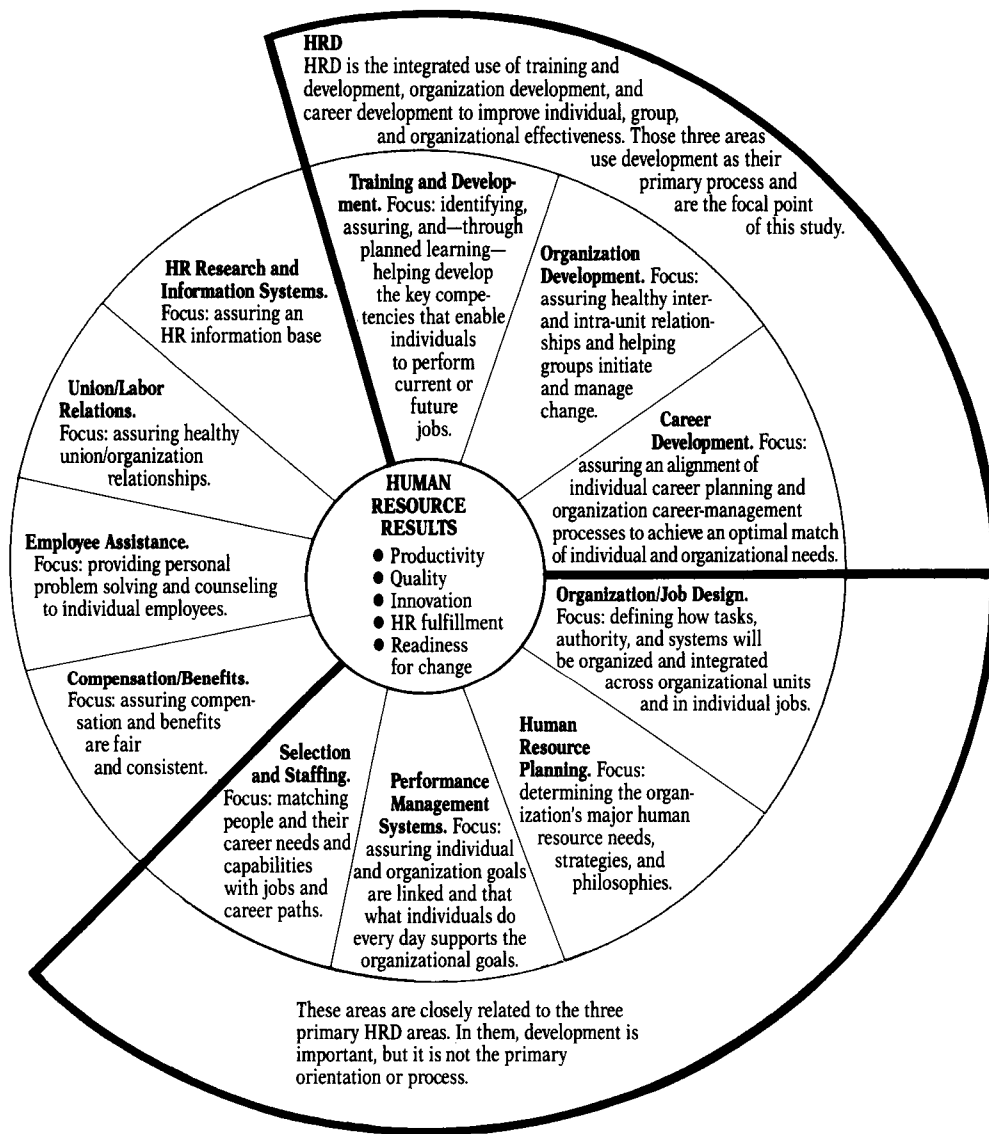 HRD
HRD is the integrated use of training and
development, organization development, and
career development to improve individual, group,
and organizational effectiveness. Those three areas
use development as their
primary process and
are the focal point
of this study.
Training and Develop-
ment. Focus: identifying,
assuring, and—through
planned learning—
helping develop
the key compe-
tencies that enable
individuals
to perform
current or
future
jobs.
Organization
Development. Focus:
assuring healthy inter-
and intra-unit relation-
ships and helping
groups initiate
and manage
change.
Career
Development. Focus:
assuring an alignment of
individual career planning and
organization career-management
processes to achieve an optimal match
of individual and organizational needs.
Organization/Job Design.
Focus: defining how tasks,
authority, and systems will
be organized and integrated
across organizational units
and in individual jobs.
Human
Resource
Planning. Focus:
determining the organ-
ization's major human
resource needs,
strategies, and
philosophies.
Performance
Management
Systems. Focus:
assuring individual
and organization goals
are linked and that
what individuals do
every day supports the
organizational goals.
Selection
and Staffing.
Focus: matching
people and their
career needs and
capabilities
with jobs and
career paths.
Compensation/Benefits.
Focus: assuring compen-
sation and benefits
are fair
and consistent.
Employee Assistance.
Focus: providing personal
problem solving and counseling
to individual employees.
Union/Labor
Relations.
Focus: assuring healthy
union/organization
relationships.
HR Research and
Information Systems.
Focus: assuring an
HR information base
HUMAN
RESOURCE
RESULTS
● Productivity
● Quality
● Innovation
● HR fulfillment
● Readiness
for change
These areas are closely related to the three
primary HRD areas. In them, development is
important, but it is not the primary
orientation or process.